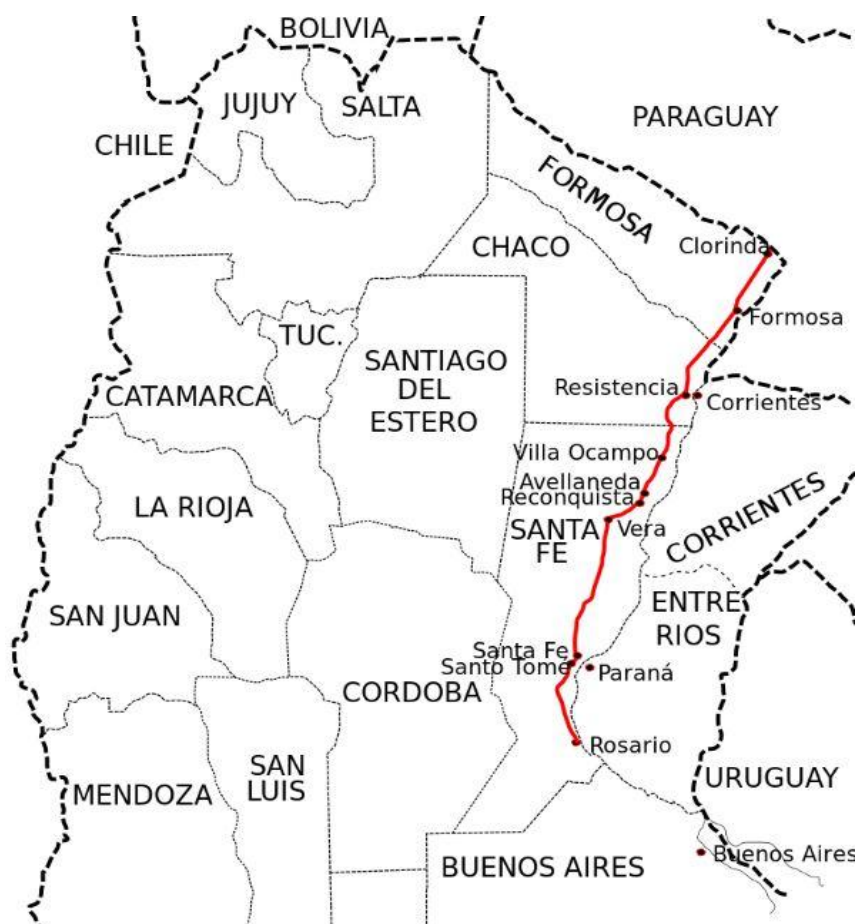 BOLIVIA
JUJUY
SALTA
PARAGUAY
CHILE
FORMOSA
CHACO
Clorinda
Formosa
TUC.
SANTIAGO
DEL
ESTERO
CATAMARCA
Resistencia
Corrientes
Villa Ocampo
Avellaneda
Reconquista
LA RIOJA
SANTA
FE
Vera
CORRIENTES
SAN JUAN
ENTRE
RIOS
Santa Fe
Santo Tomé
Paraná
CORDOBA
Rosario
SAN
LUIS
MENDOZA
URUGUAY
BUENOS AIRES
Buenos Aires